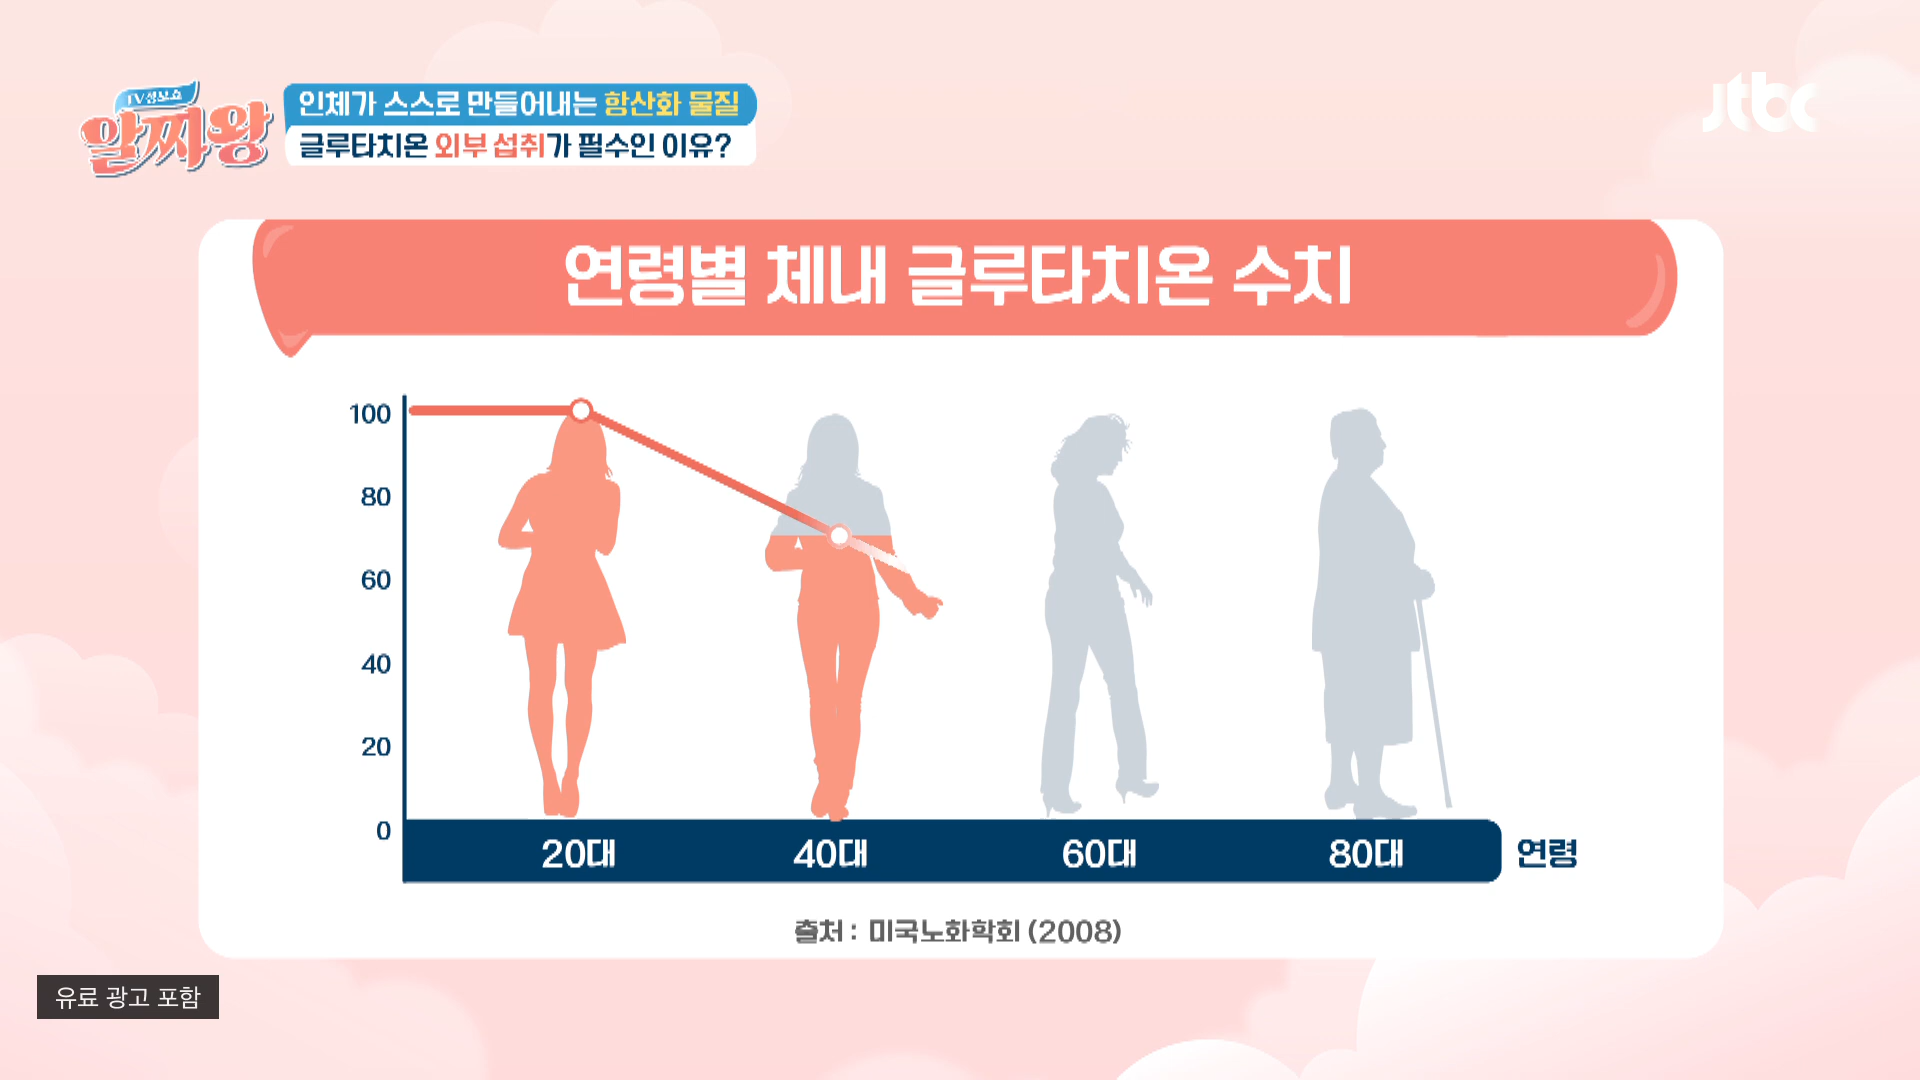 TV정보쇼
알짜왕
인체가 스스로 만들어내는 항산화 물질
글루타치온 외부 섭취가 필수인 이유?
jtbc
연령별 체내 글루타치온 수치
100
80
60
40
20
0
20대 40대 60대 80대 연령
출처 : 미국노화학회 (2008)
유료 광고 포함